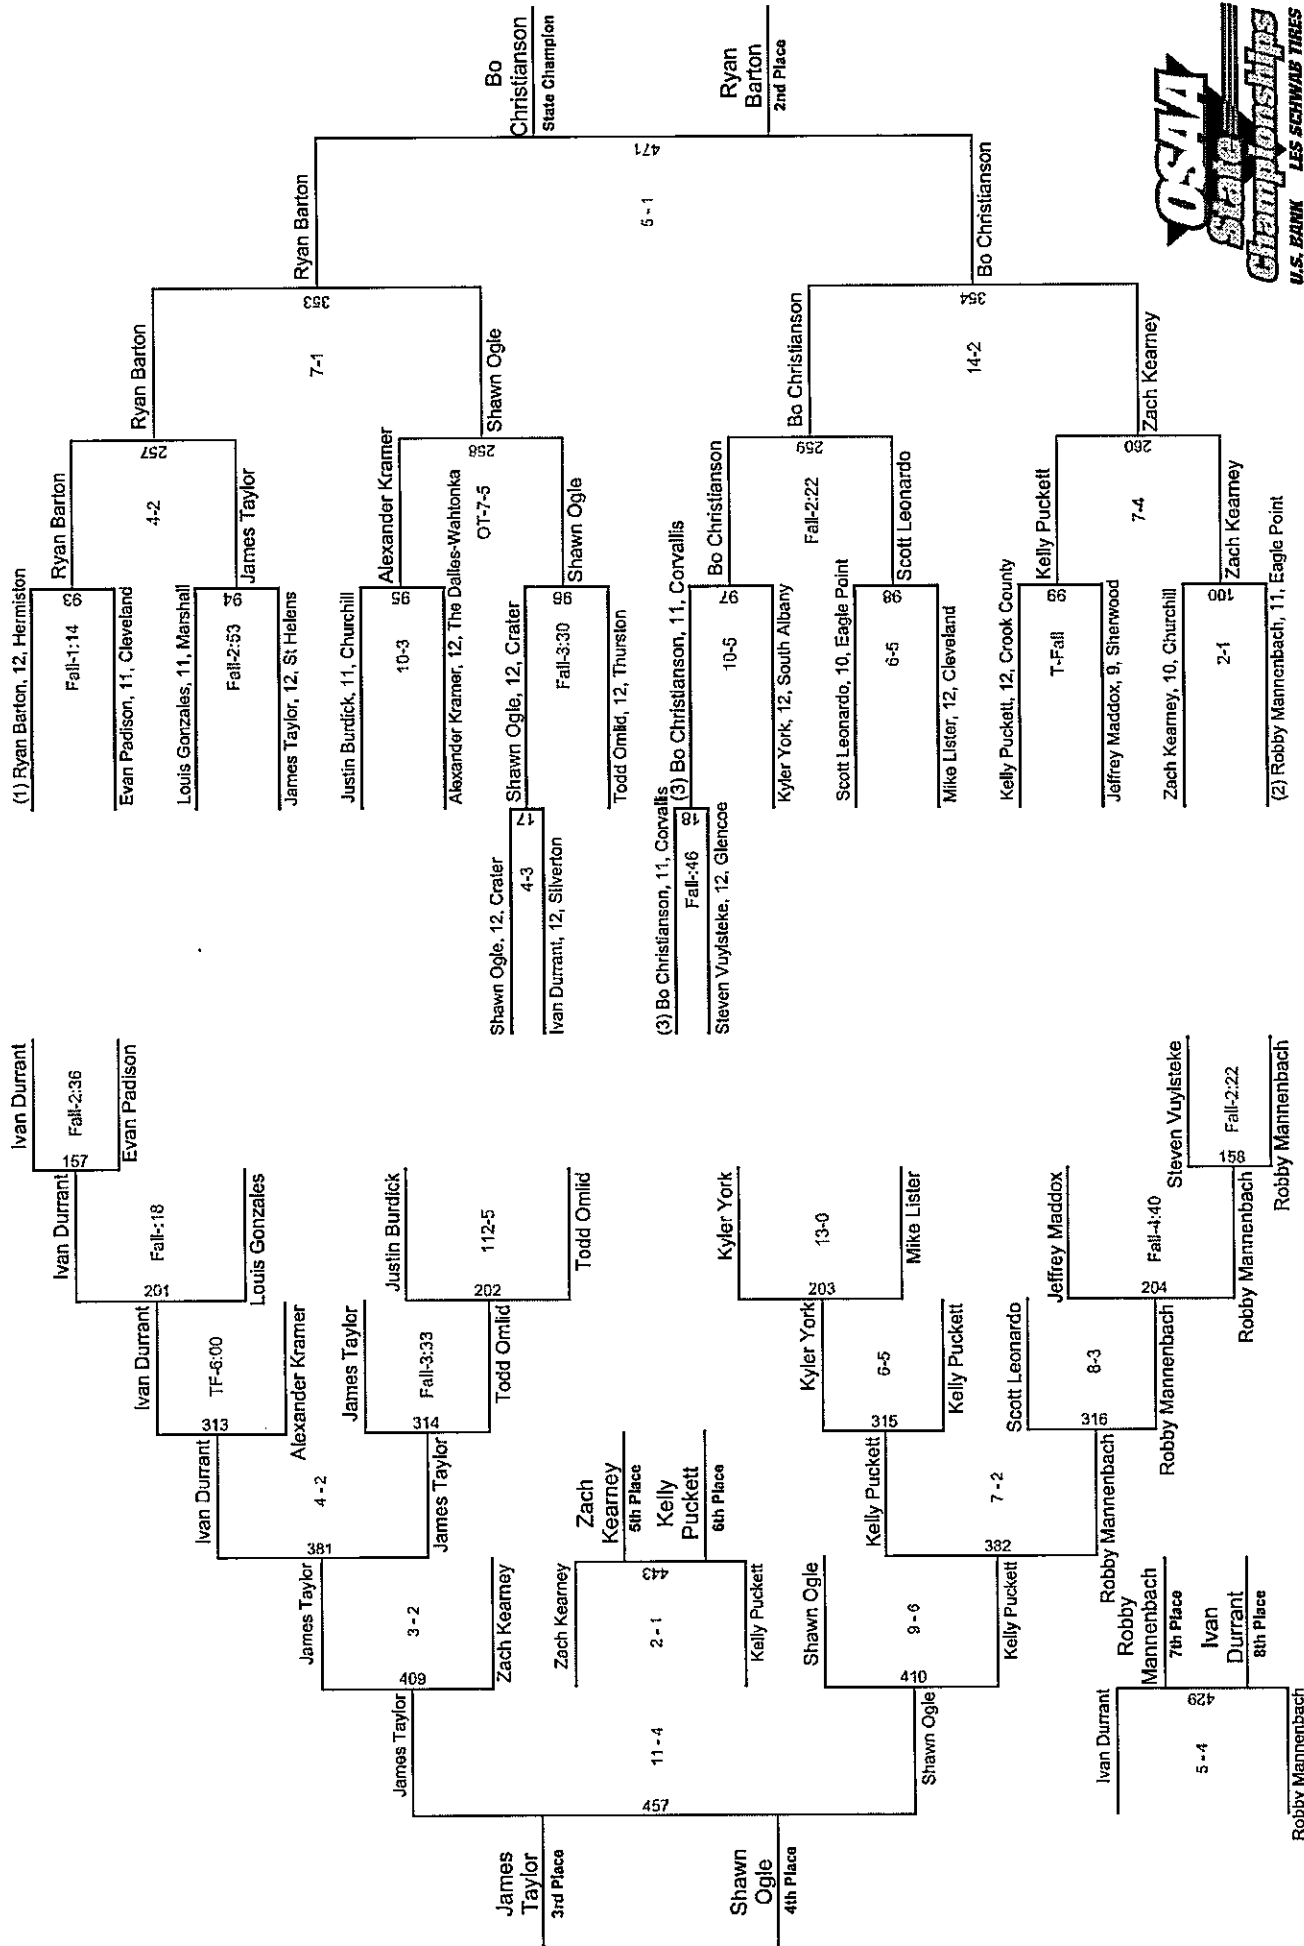 (1) Ryan Barton, 12, Hermiston
93
Fall-1:14
Evan Padison, 11, Cleveland
Louis Gonzales, 11, Marshall
94
Fall-2:53
James Taylor, 12, St Helens
Justin Burdick, 11, Churchill
95
10-3
Alexander Kramer, 12, The Dalles-Wahtonka
Shawn Ogle, 12, Crater
17
4-3
Ivan Durrant, 12, Silverton
Shawn Ogle, 12, Crater
96
Fall-3:30
Todd Omlid, 12, Thurston
(3) Bo Christianson, 11, Corvallis
18
Fall-:46
Steven Vuylsteke, 12, Glencoe
(3) Bo Christianson, 11, Corvallis
97
10-5
Kyler York, 12, South Albany
Scott Leonardo, 10, Eagle Point
98
6-5
Mike Lister, 12, Cleveland
Kelly Puckett, 12, Crook County
99
T-Fall
Jeffrey Maddox, 9, Sherwood
Zach Kearney, 10, Churchill
100
2-1
(2) Robby Mannenbach, 11, Eagle Point
Ryan Barton
257
4-2
James Taylor
Alexander Kramer
258
OT-7-5
Shawn Ogle
Bo Christianson
259
Fall-2:22
Scott Leonardo
Kelly Puckett
260
7-4
Zach Kearney
Ryan Barton
353
7-1
Shawn Ogle
Bo Christianson
354
14-2
Zach Kearney
Ryan Barton
471
5 - 1
Bo Christianson
Bo
Christianson
State Champion
Ryan
Barton
2nd Place
Ivan Durrant
157
Fall-2:36
Evan Padison
Steven Vuylsteke
158
Fall-2:22
Robby Mannenbach
Ivan Durrant
201
Fall-:18
Louis Gonzales
Justin Burdick
202
112-5
Todd Omlid
Kyler York
203
13-0
Mike Lister
Jeffrey Maddox
204
Fall-4:40
Robby Mannenbach
Ivan Durrant
313
TF-6:00
Alexander Kramer
James Taylor
314
Fall-3:33
Todd Omlid
Kyler York
315
6-5
Kelly Puckett
Scott Leonardo
316
8-3
Robby Mannenbach
Ivan Durrant
381
4 - 2
James Taylor
Kelly Puckett
382
7 - 2
Robby Mannenbach
James Taylor
409
3 - 2
Zach Kearney
Shawn Ogle
410
9 - 6
Kelly Puckett
James Taylor
457
11 - 4
Shawn Ogle
James
Taylor
3rd Place
Shawn
Ogle
4th Place
Zach Kearney
443
2 - 1
Kelly Puckett
Zach
Kearney
5th Place
Kelly
Puckett
6th Place
Ivan Durrant
429
5 - 4
Robby Mannenbach
Robby
Mannenbach
7th Place
Ivan
Durrant
8th Place
OSAA
State
Championships
U.S. BANK LES SCHWAB TIRES